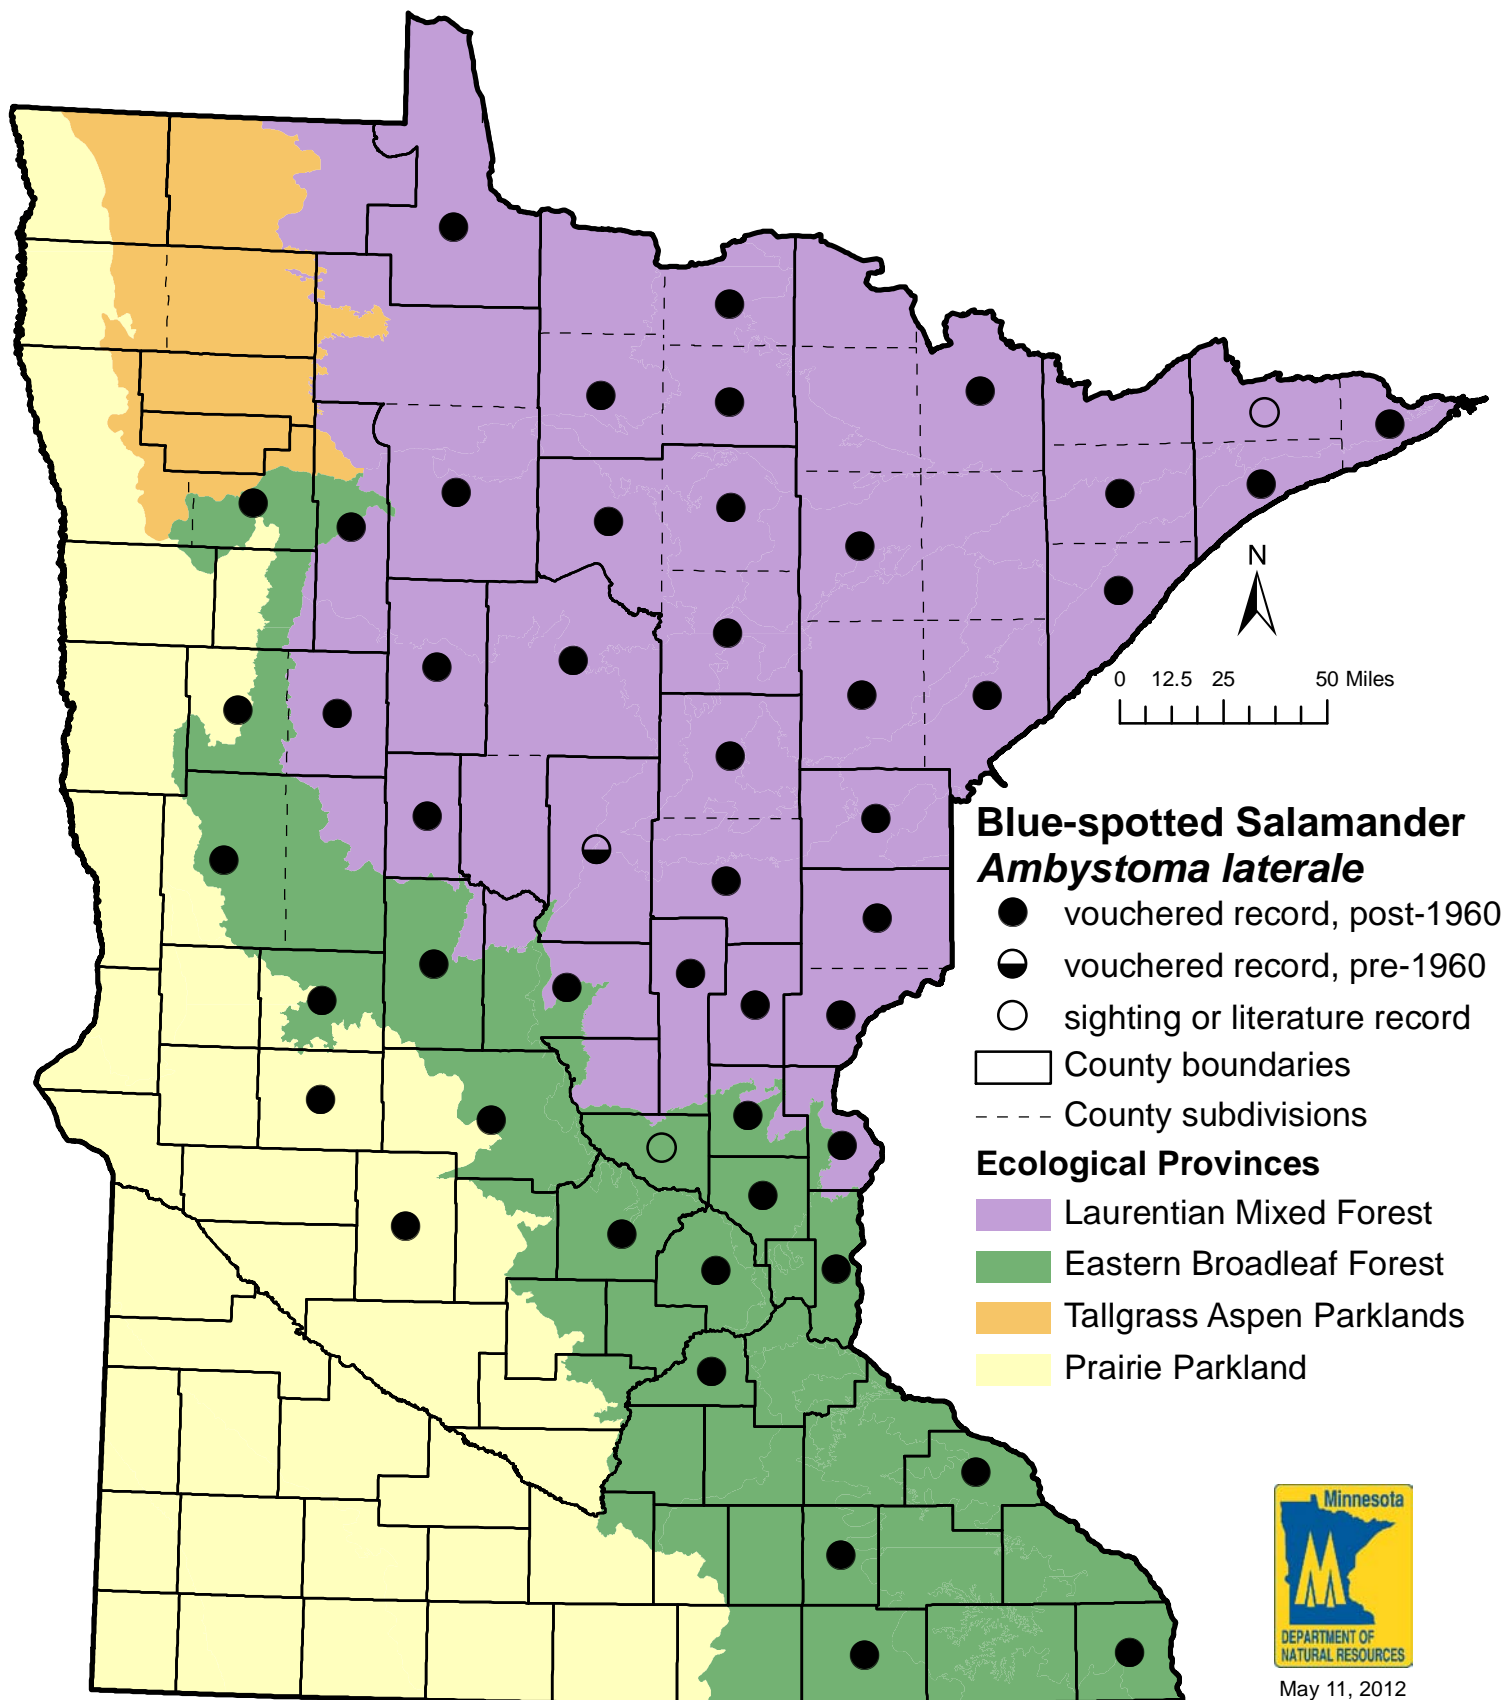 N
0 12.5 25 50 Miles
Blue-spotted Salamander
Ambystoma laterale
vouchered record, post-1960
vouchered record, pre-1960
sighting or literature record
County boundaries
County subdivisions
Ecological Provinces
Laurentian Mixed Forest
Eastern Broadleaf Forest
Tallgrass Aspen Parklands
Prairie Parkland
Minnesota
DEPARTMENT OF
NATURAL RESOURCES
May 11, 2012